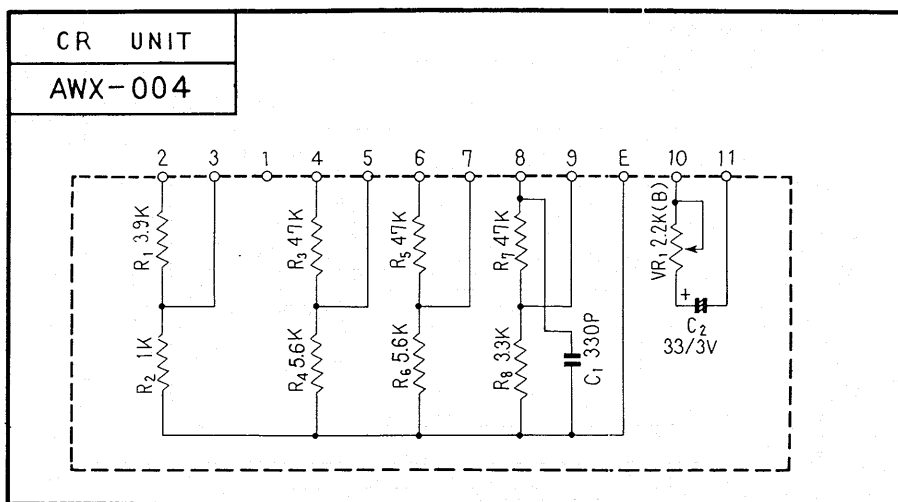 CR UNIT
AWX-004
2 3 1 4 5 6 7 8 9 E 10 11
R1 3.9K
R3 47K
R5 47K
R7 47K
VR1 2.2K(B)
+
C2
33/3V
R2 1K
R4 5.6K
R6 5.6K
R8 33K
C1 330P